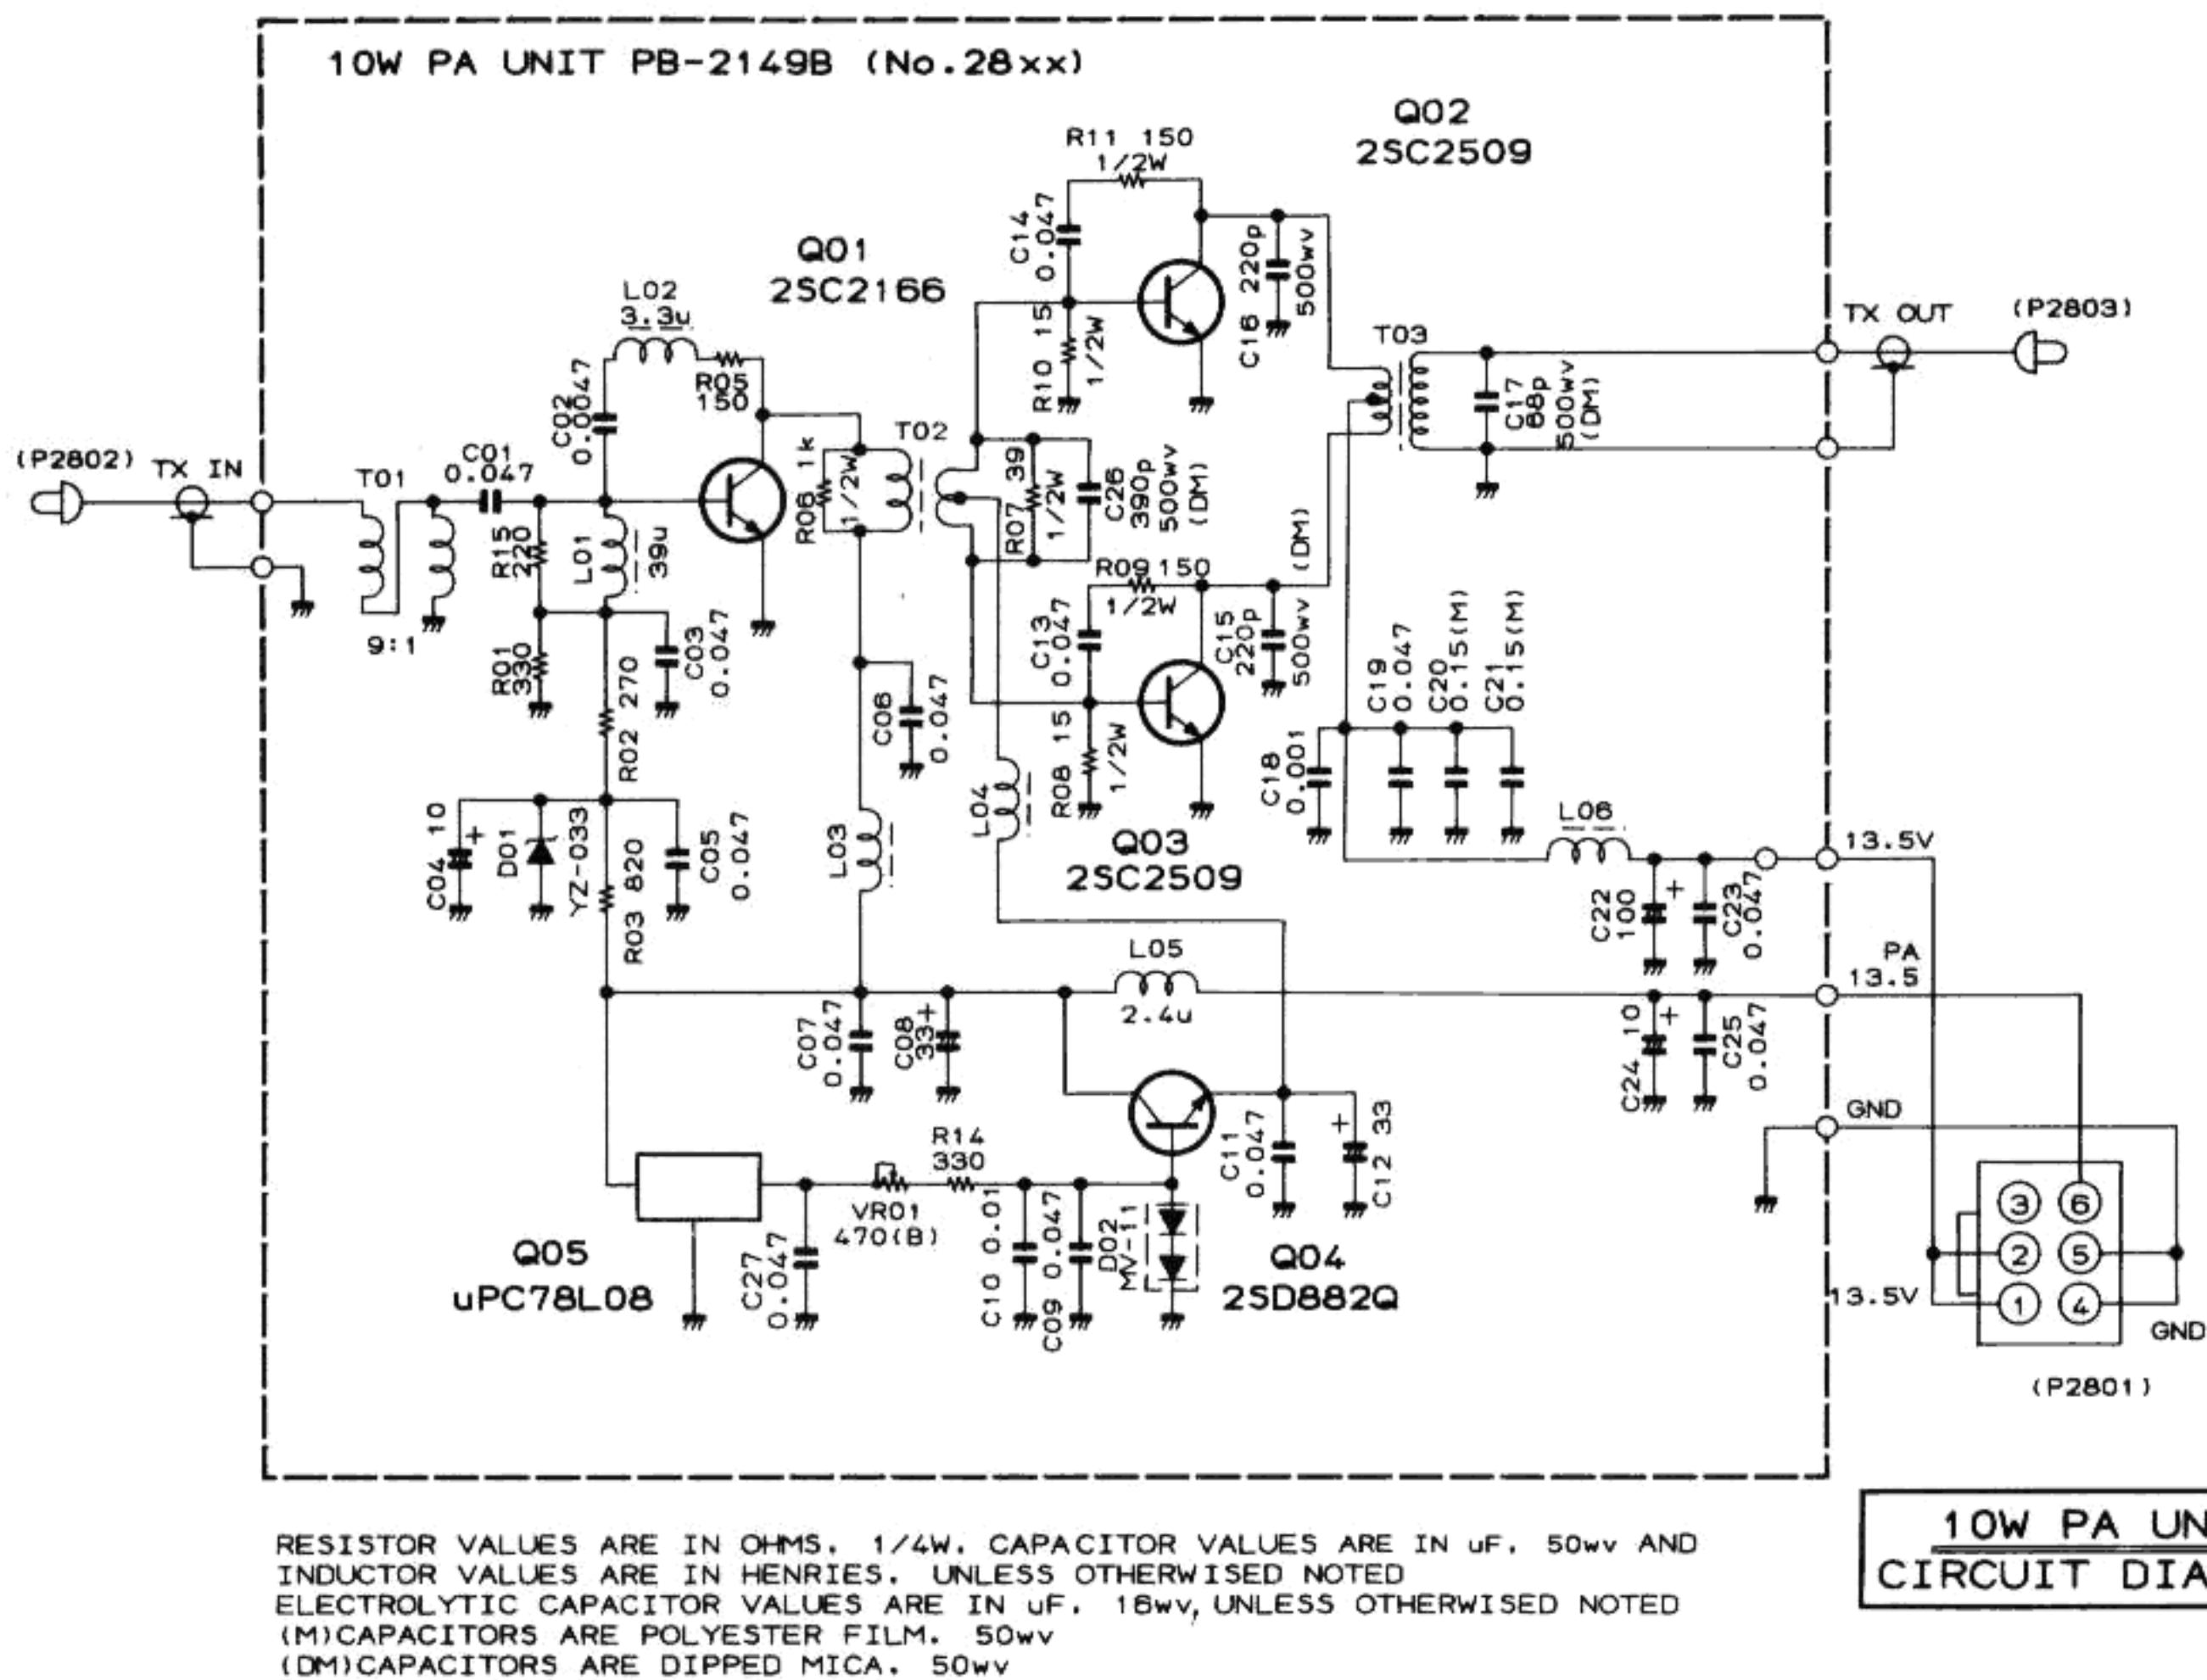 10W PA UNIT PB-2149B (No.28xx)
Q02
2SC2509
R11 150
1/2W
C14
0.047
Q01
2SC2166
C16 220p
500wv
L02
3.3u
R10 15
1/2W
TX OUT
(P2803)
T03
R05
150
C02
0.0047
C17
68p
500wv
(DM)
(P2802)
TX IN
C01
0.047
T01
R06 1k
1/2W
T02
R07 39
1/2W
C26
390p
500wv
(DM)
R15
220
L01
39u
(DM)
R09 150
1/2W
C13
0.047
C15
220p
500wv
9:1
R01
330
R02 270
C03
0.047
C06
0.047
C19
0.047
C20
0.15(M)
C21
0.15(M)
R08 15
1/2W
C18
0.001
L04
C04 10
+
D01
YZ-033
R03 820
C05
0.047
L03
Q03
2SC2509
L06
13.5V
C22
100
+
C23
0.047
L05
2.4u
PA
13.5
C07
0.047
C08
33+
C24 10
+
C25
0.047
GND
R14
330
C11
0.047
+
C12 33
VR01
470(B)
Q05
uPC78L08
C27
0.047
C10 0.01
C09 0.047
D02
MV-11
Q04
2SD882Q
3
6
2
5
13.5V
1
4
GND
(P2801)
10W PA UN
CIRCUIT DIA
RESISTOR VALUES ARE IN OHMS. 1/4W. CAPACITOR VALUES ARE IN uF. 50wv AND
INDUCTOR VALUES ARE IN HENRIES. UNLESS OTHERWISED NOTED
ELECTROLYTIC CAPACITOR VALUES ARE IN uF. 16wv, UNLESS OTHERWISED NOTED
(M)CAPACITORS ARE POLYESTER FILM. 50wv
(DM)CAPACITORS ARE DIPPED MICA. 50wv